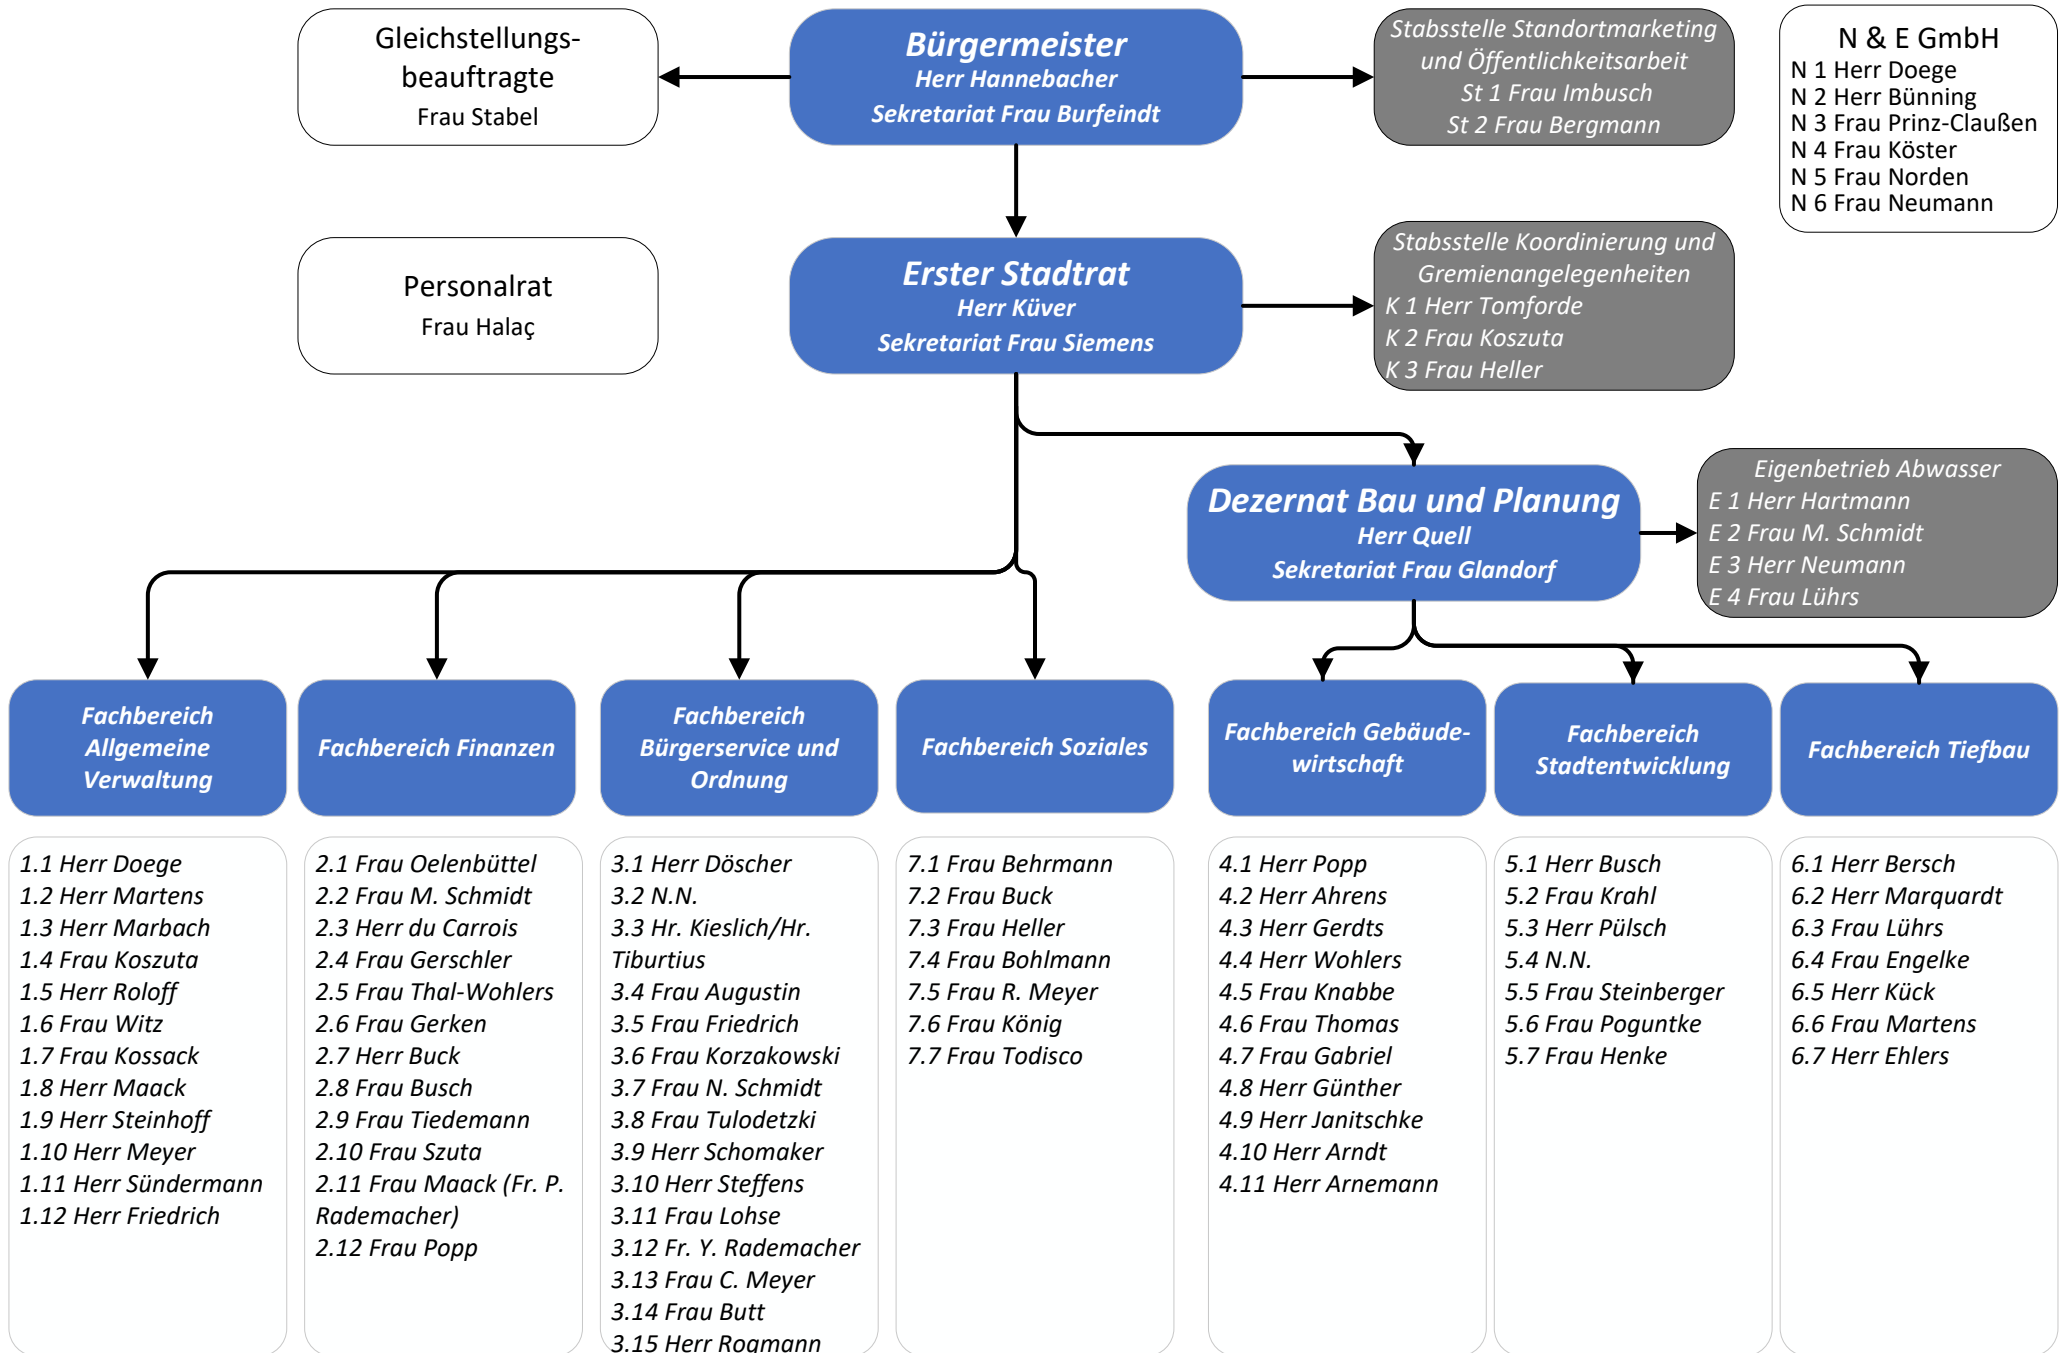 Gleichstellungs-
beauftragte
Frau Stabel
Bürgermeister
Herr Hannebacher
Sekretariat Frau Burfeindt
Stabsstelle Standortmarketing
und Öffentlichkeitsarbeit
St 1 Frau Imbusch
St 2 Frau Bergmann
N & E GmbH
N 1 Herr Doege
N 2 Herr Bünning
N 3 Frau Prinz-Claußen
N 4 Frau Köster
N 5 Frau Norden
N 6 Frau Neumann
Personalrat
Frau Halaç
Erster Stadtrat
Herr Küver
Sekretariat Frau Siemens
Stabsstelle Koordinierung und
Gremienangelegenheiten
K 1 Herr Tomforde
K 2 Frau Koszuta
K 3 Frau Heller
Dezernat Bau und Planung
Herr Quell
Sekretariat Frau Glandorf
Eigenbetrieb Abwasser
E 1 Herr Hartmann
E 2 Frau M. Schmidt
E 3 Herr Neumann
E 4 Frau Lührs
Fachbereich
Allgemeine
Verwaltung
Fachbereich Finanzen
Fachbereich
Bürgerservice und
Ordnung
Fachbereich Soziales
Fachbereich Gebäude-
wirtschaft
Fachbereich
Stadtentwicklung
Fachbereich Tiefbau
1.1 Herr Doege
1.2 Herr Martens
1.3 Herr Marbach
1.4 Frau Koszuta
1.5 Herr Roloff
1.6 Frau Witz
1.7 Frau Kossack
1.8 Herr Maack
1.9 Herr Steinhoff
1.10 Herr Meyer
1.11 Herr Sündermann
1.12 Herr Friedrich
2.1 Frau Oelenbüttel
2.2 Frau M. Schmidt
2.3 Herr du Carrois
2.4 Frau Gerschler
2.5 Frau Thal-Wohlers
2.6 Frau Gerken
2.7 Herr Buck
2.8 Frau Busch
2.9 Frau Tiedemann
2.10 Frau Szuta
2.11 Frau Maack (Fr. P.
Rademacher)
2.12 Frau Popp
3.1 Herr Döscher
3.2 N.N.
3.3 Hr. Kieslich/Hr.
Tiburtius
3.4 Frau Augustin
3.5 Frau Friedrich
3.6 Frau Korzakowski
3.7 Frau N. Schmidt
3.8 Frau Tulodetzki
3.9 Herr Schomaker
3.10 Herr Steffens
3.11 Frau Lohse
3.12 Fr. Y. Rademacher
3.13 Frau C. Meyer
3.14 Frau Butt
3.15 Herr Rogmann
7.1 Frau Behrmann
7.2 Frau Buck
7.3 Frau Heller
7.4 Frau Bohlmann
7.5 Frau R. Meyer
7.6 Frau König
7.7 Frau Todisco
4.1 Herr Popp
4.2 Herr Ahrens
4.3 Herr Gerdts
4.4 Herr Wohlers
4.5 Frau Knabbe
4.6 Frau Thomas
4.7 Frau Gabriel
4.8 Herr Günther
4.9 Herr Janitschke
4.10 Herr Arndt
4.11 Herr Arnemann
5.1 Herr Busch
5.2 Frau Krahl
5.3 Herr Pülsch
5.4 N.N.
5.5 Frau Steinberger
5.6 Frau Poguntke
5.7 Frau Henke
6.1 Herr Bersch
6.2 Herr Marquardt
6.3 Frau Lührs
6.4 Frau Engelke
6.5 Herr Kück
6.6 Frau Martens
6.7 Herr Ehlers